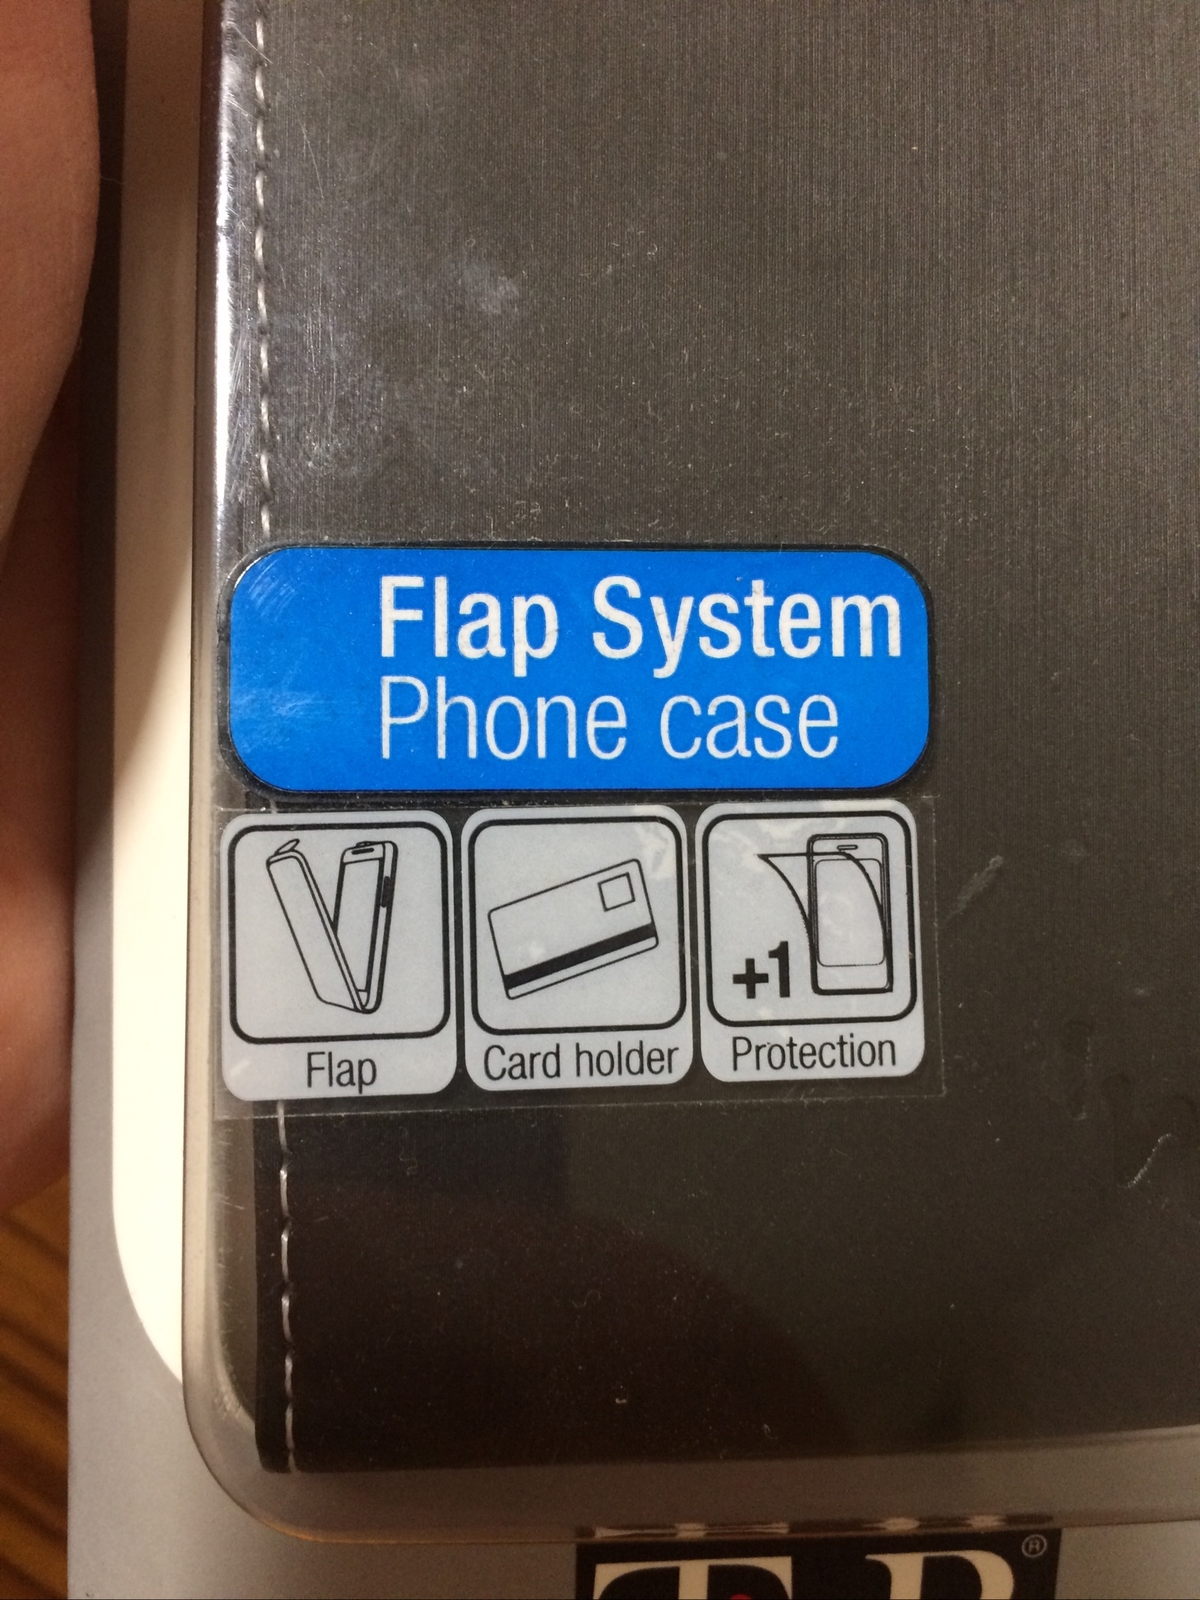 Flap System
Phone case
+1
Flap
Card holder
Protection
®